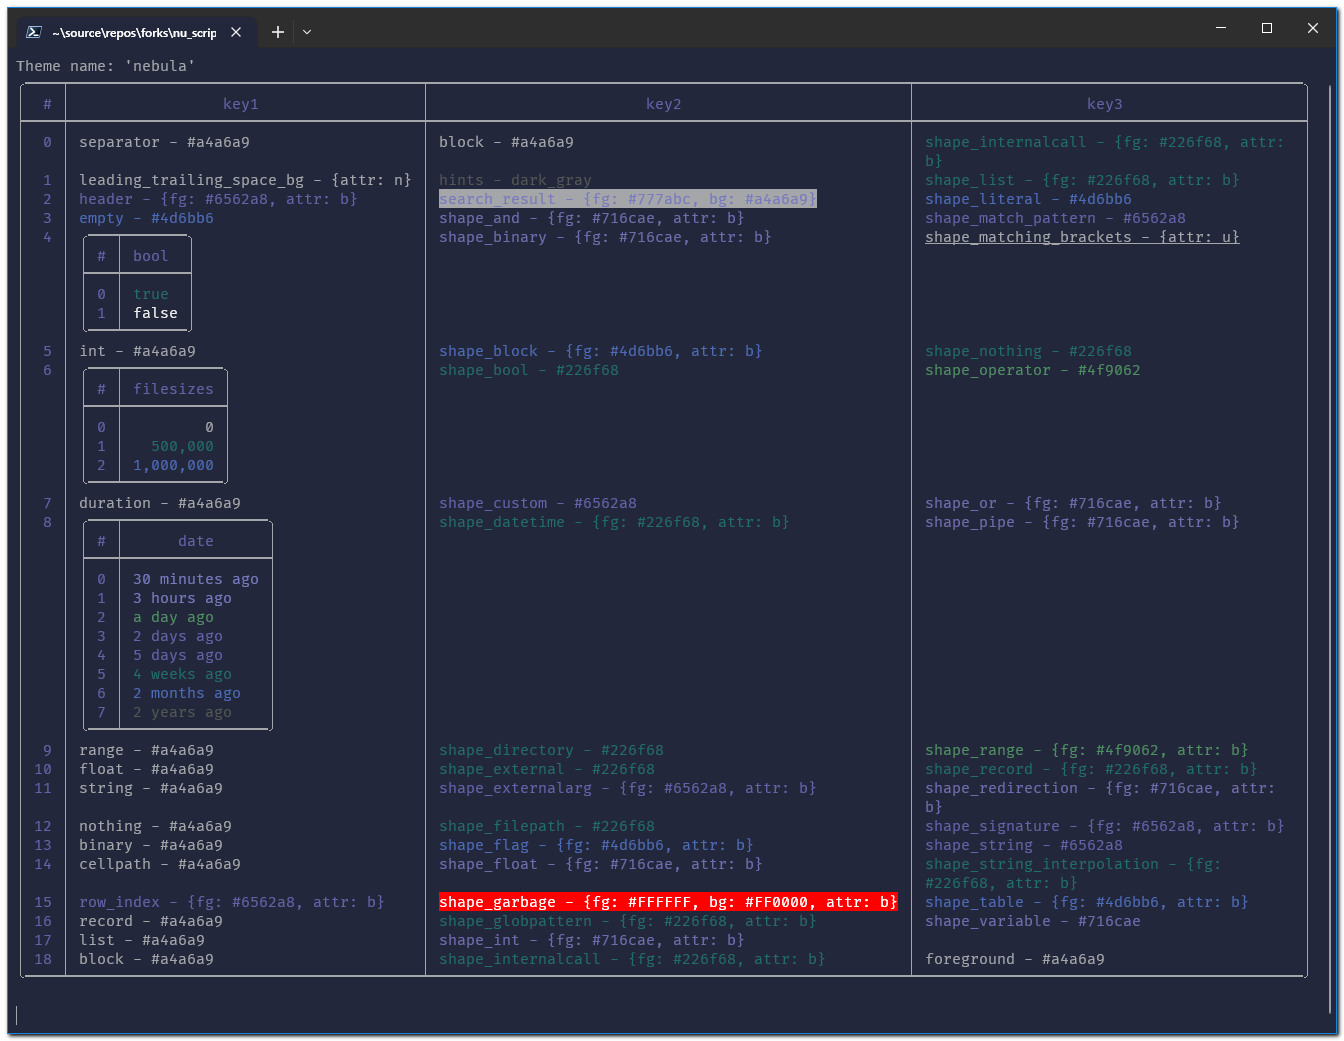 ~\source\repos\forks\nu_scrip
Theme name: 'nebula'
# key1 key2 key3
0 separator - #a4a6a9 block - #a4a6a9 shape_internalcall - {fg: #226f68, attr:
b}
1 leading_trailing_space_bg - {attr: n} hints - dark_gray shape_list - {fg: #226f68, attr: b}
2 header - {fg: #6562a8, attr: b} search_result - {fg: #777abc, bg: #a4a6a9} shape_literal - #4d6bb6
3 empty - #4d6bb6 shape_and - {fg: #716cae, attr: b} shape_match_pattern - #6562a8
4 shape_binary - {fg: #716cae, attr: b} shape_matching_brackets - {attr: u}
# bool
0 true
1 false
5 int - #a4a6a9 shape_block - {fg: #4d6bb6, attr: b} shape_nothing - #226f68
6 shape_bool - #226f68 shape_operator - #4f9062
# filesizes
0 0
1 500,000
2 1,000,000
7 duration - #a4a6a9 shape_custom - #6562a8 shape_or - {fg: #716cae, attr: b}
8 shape_datetime - {fg: #226f68, attr: b} shape_pipe - {fg: #716cae, attr: b}
# date
0 30 minutes ago
1 3 hours ago
2 a day ago
3 2 days ago
4 5 days ago
5 4 weeks ago
6 2 months ago
7 2 years ago
9 range - #a4a6a9 shape_directory - #226f68 shape_range - {fg: #4f9062, attr: b}
10 float - #a4a6a9 shape_external - #226f68 shape_record - {fg: #226f68, attr: b}
11 string - #a4a6a9 shape_externalarg - {fg: #6562a8, attr: b} shape_redirection - {fg: #716cae, attr:
b}
12 nothing - #a4a6a9 shape_filepath - #226f68 shape_signature - {fg: #6562a8, attr: b}
13 binary - #a4a6a9 shape_flag - {fg: #4d6bb6, attr: b} shape_string - #6562a8
14 cellpath - #a4a6a9 shape_float - {fg: #716cae, attr: b} shape_string_interpolation - {fg:
#226f68, attr: b}
15 row_index - {fg: #6562a8, attr: b} shape_garbage - {fg: #FFFFFF, bg: #FF0000, attr: b} shape_table - {fg: #4d6bb6, attr: b}
16 record - #a4a6a9 shape_globpattern - {fg: #226f68, attr: b} shape_variable - #716cae
17 list - #a4a6a9 shape_int - {fg: #716cae, attr: b}
18 block - #a4a6a9 shape_internalcall - {fg: #226f68, attr: b} foreground - #a4a6a9